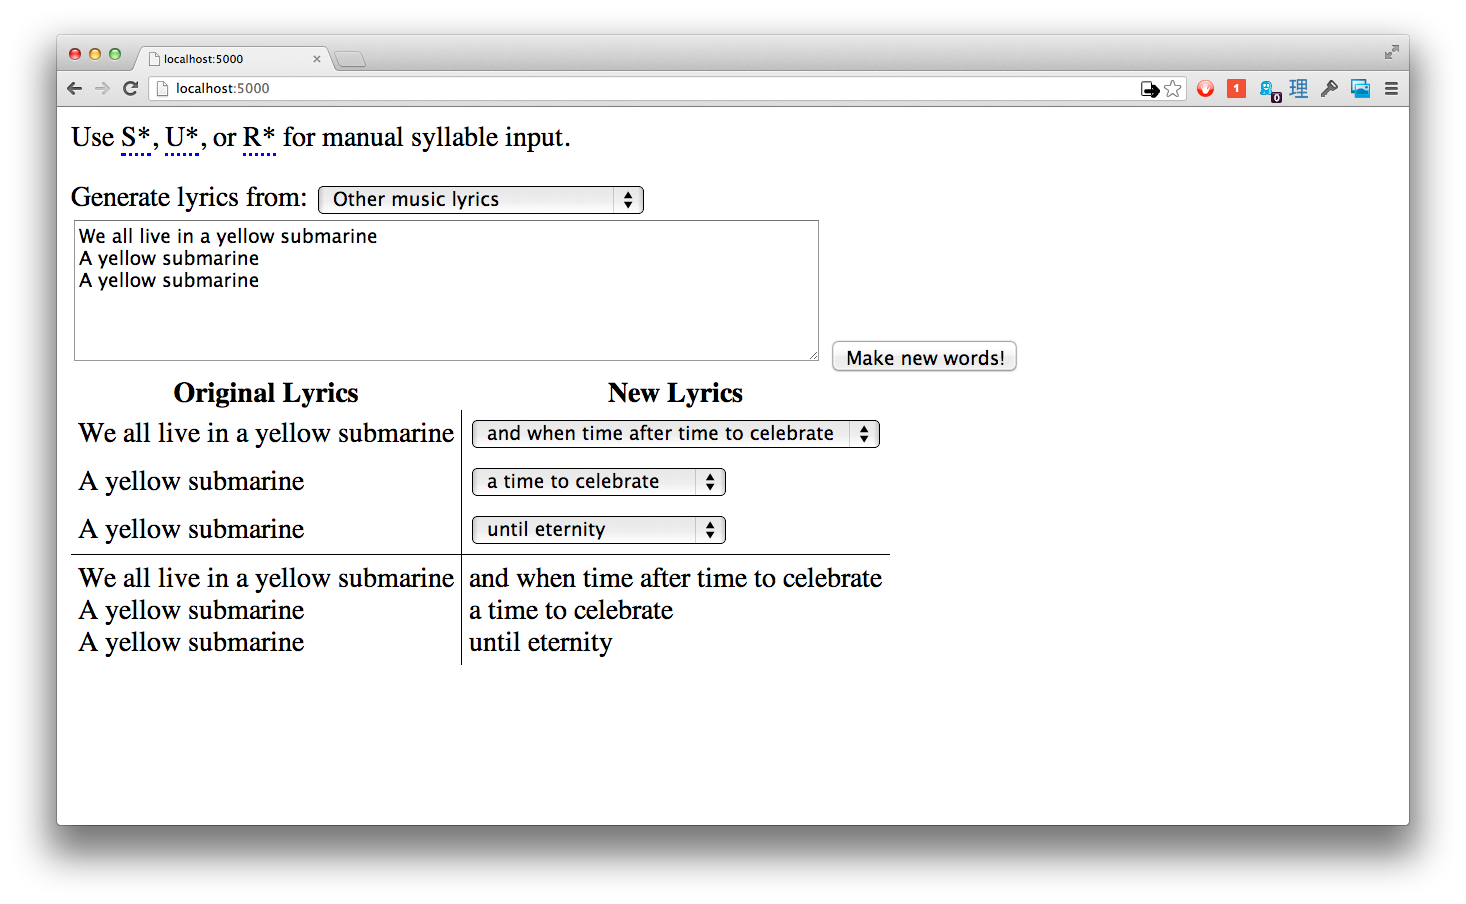 localhost:5000
localhost:5000
1
0
理
Use S*, U*, or R* for manual syllable input.
Generate lyrics from: Other music lyrics
We all live in a yellow submarine
A yellow submarine
A yellow submarine
Make new words!
Original Lyrics New Lyrics
We all live in a yellow submarine and when time after time to celebrate
A yellow submarine a time to celebrate
A yellow submarine until eternity
We all live in a yellow submarine and when time after time to celebrate
A yellow submarine a time to celebrate
A yellow submarine until eternity